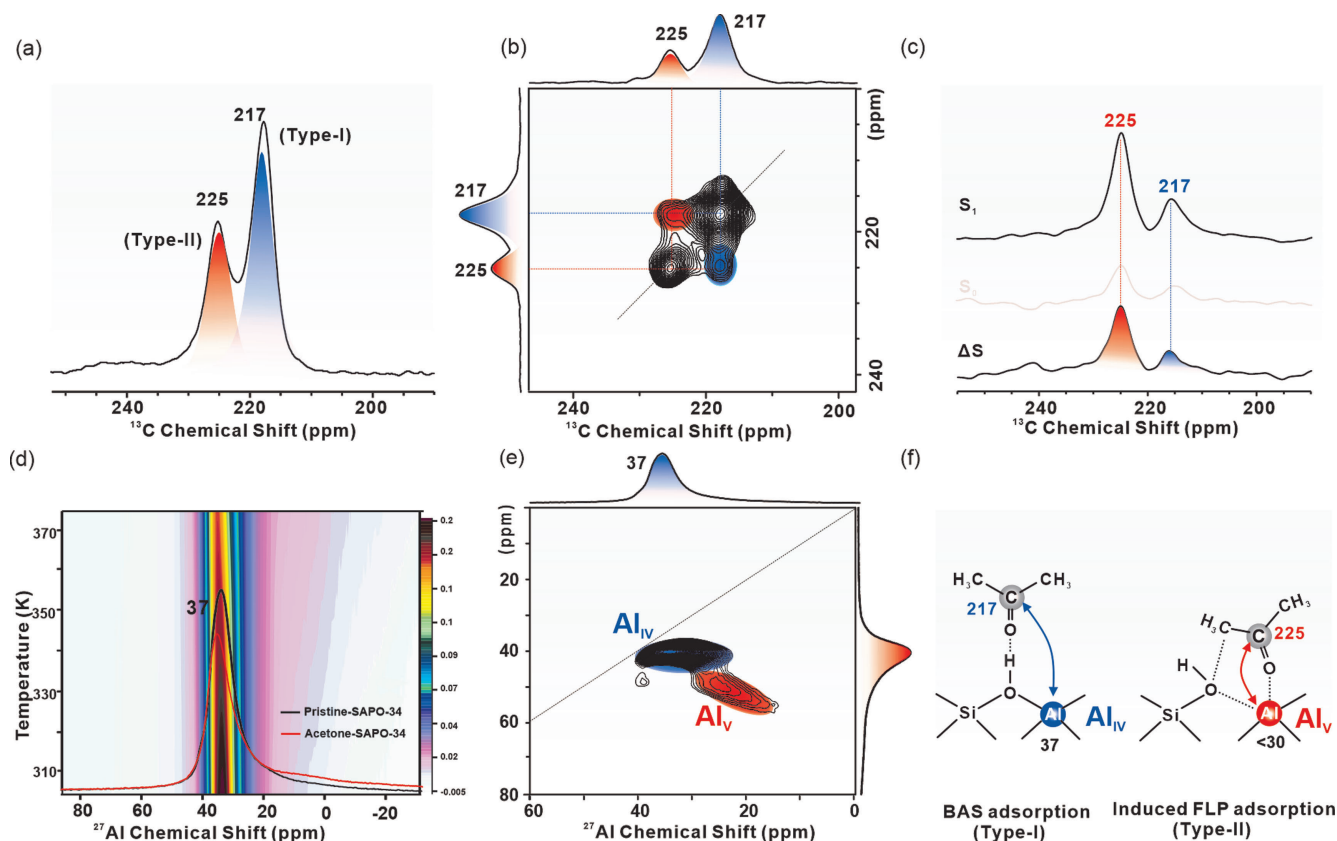 (a)
217
(Type-I)
225
(Type-II)
240
220
200
13C Chemical Shift (ppm)
(b)
225
217
217
225
(ppm)
220
240
240
220
200
13C Chemical Shift (ppm)
(c)
225
217
S1
S0
ΔS
240
220
200
13C Chemical Shift (ppm)
(d)
370
350
330
310
Temperature (K)
37
Pristine-SAPO-34
Acetone-SAPO-34
0.2
0.2
0.1
0.1
0.09
0.07
0.05
0.04
0.02
-0.005
80
60
40
20
0
-20
27Al Chemical Shift (ppm)
(e)
37
(ppm)
20
40
60
80
AlIV
AlV
60
40
20
0
27Al Chemical Shift (ppm)
(f)
H3C
CH3
C
217
O
H
O
Si
Al
AlIV
37
BAS adsorption
(Type-I)
CH3
H3C
C
225
O
H
O
Si
Al
AlV
<30
Induced FLP adsorption
(Type-II)